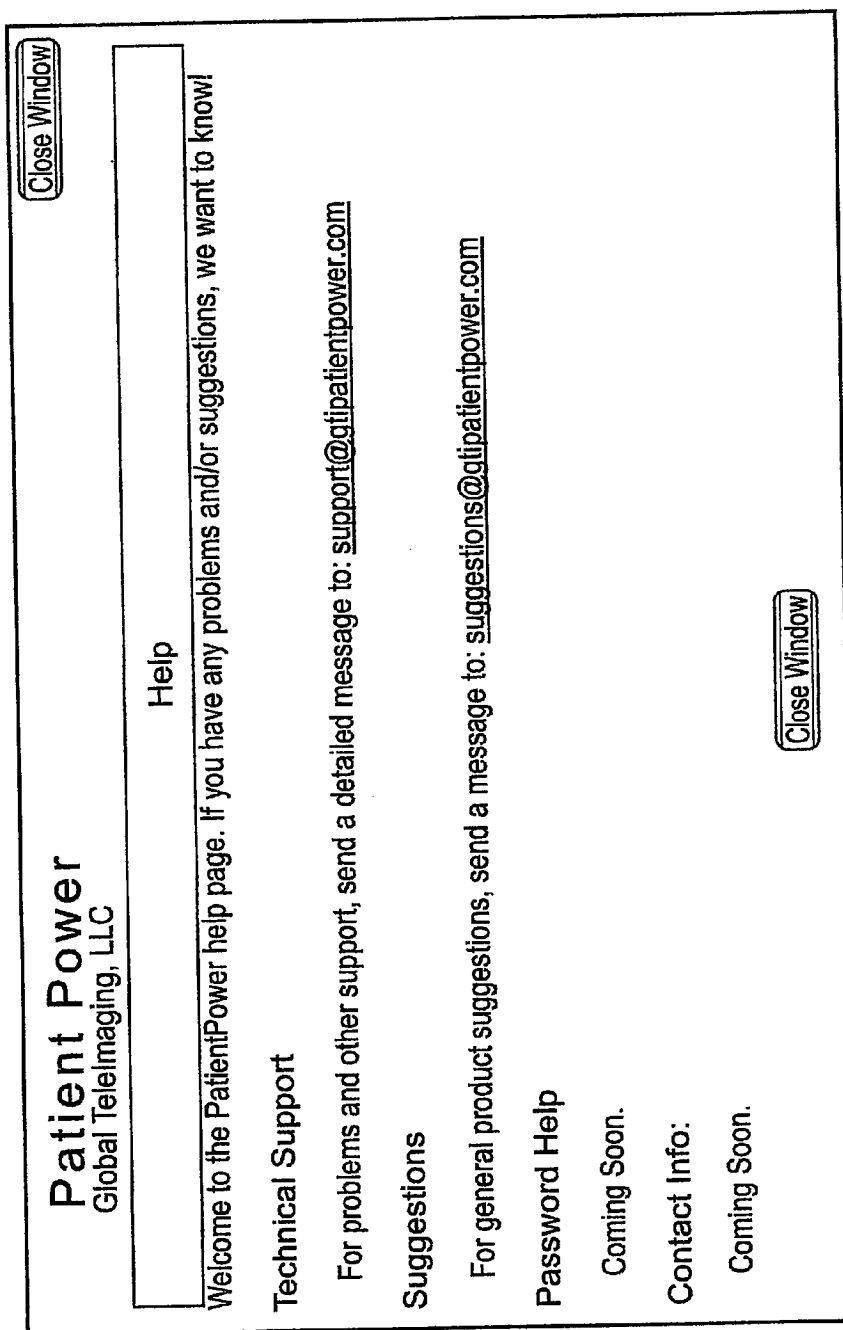 Close Window
Patient Power
Global TeleImaging, LLC
Help
Welcome to the PatientPower help page. If you have any problems and/or suggestions, we want to know!
Technical Support
For problems and other support, send a detailed message to: support@gtipatientpower.com
Suggestions
For general product suggestions, send a message to: suggestions@gtipatientpower.com
Password Help
Coming Soon.
Contact Info:
Coming Soon.
Close Window